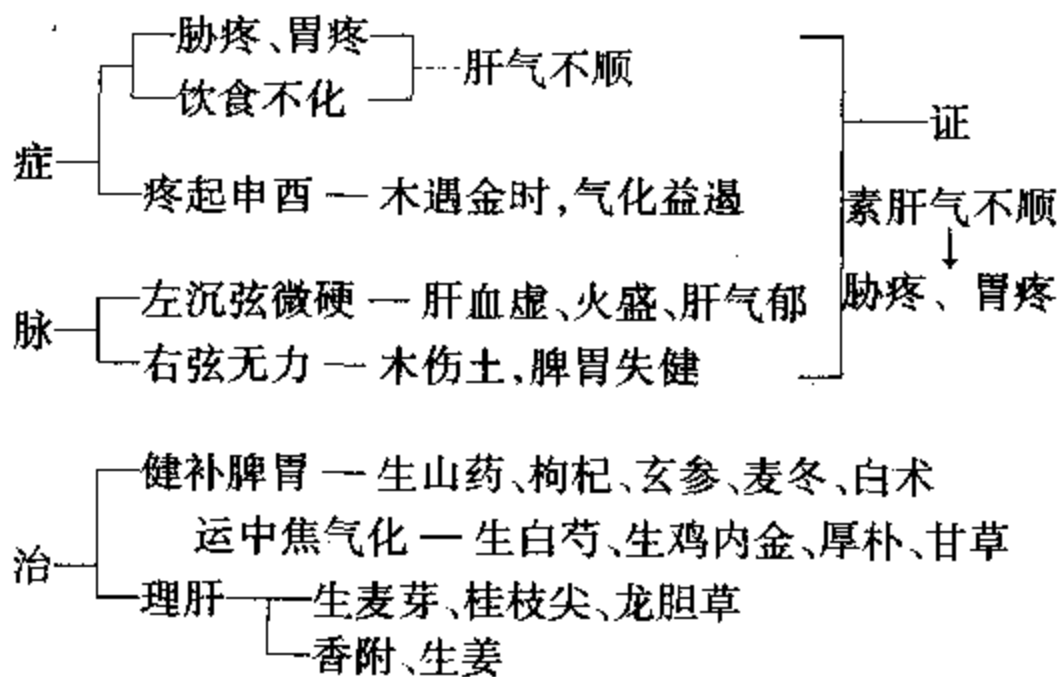 胁疼、胃疼
肝气不顺
饮食不化
证
症
疼起申酉 — 木遇金时,气化益遏
素肝气不顺
左沉弦微硬 — 肝血虚、火盛、肝气郁
胁疼、胃疼
脉
右弦无力 — 木伤土,脾胃失健
健补脾胃 — 生山药、枸杞、玄参、麦冬、白术
运中焦气化 — 生白芍、生鸡内金、厚朴、甘草
治
理肝 — 生麦芽、桂枝尖、龙胆草
香附、生姜